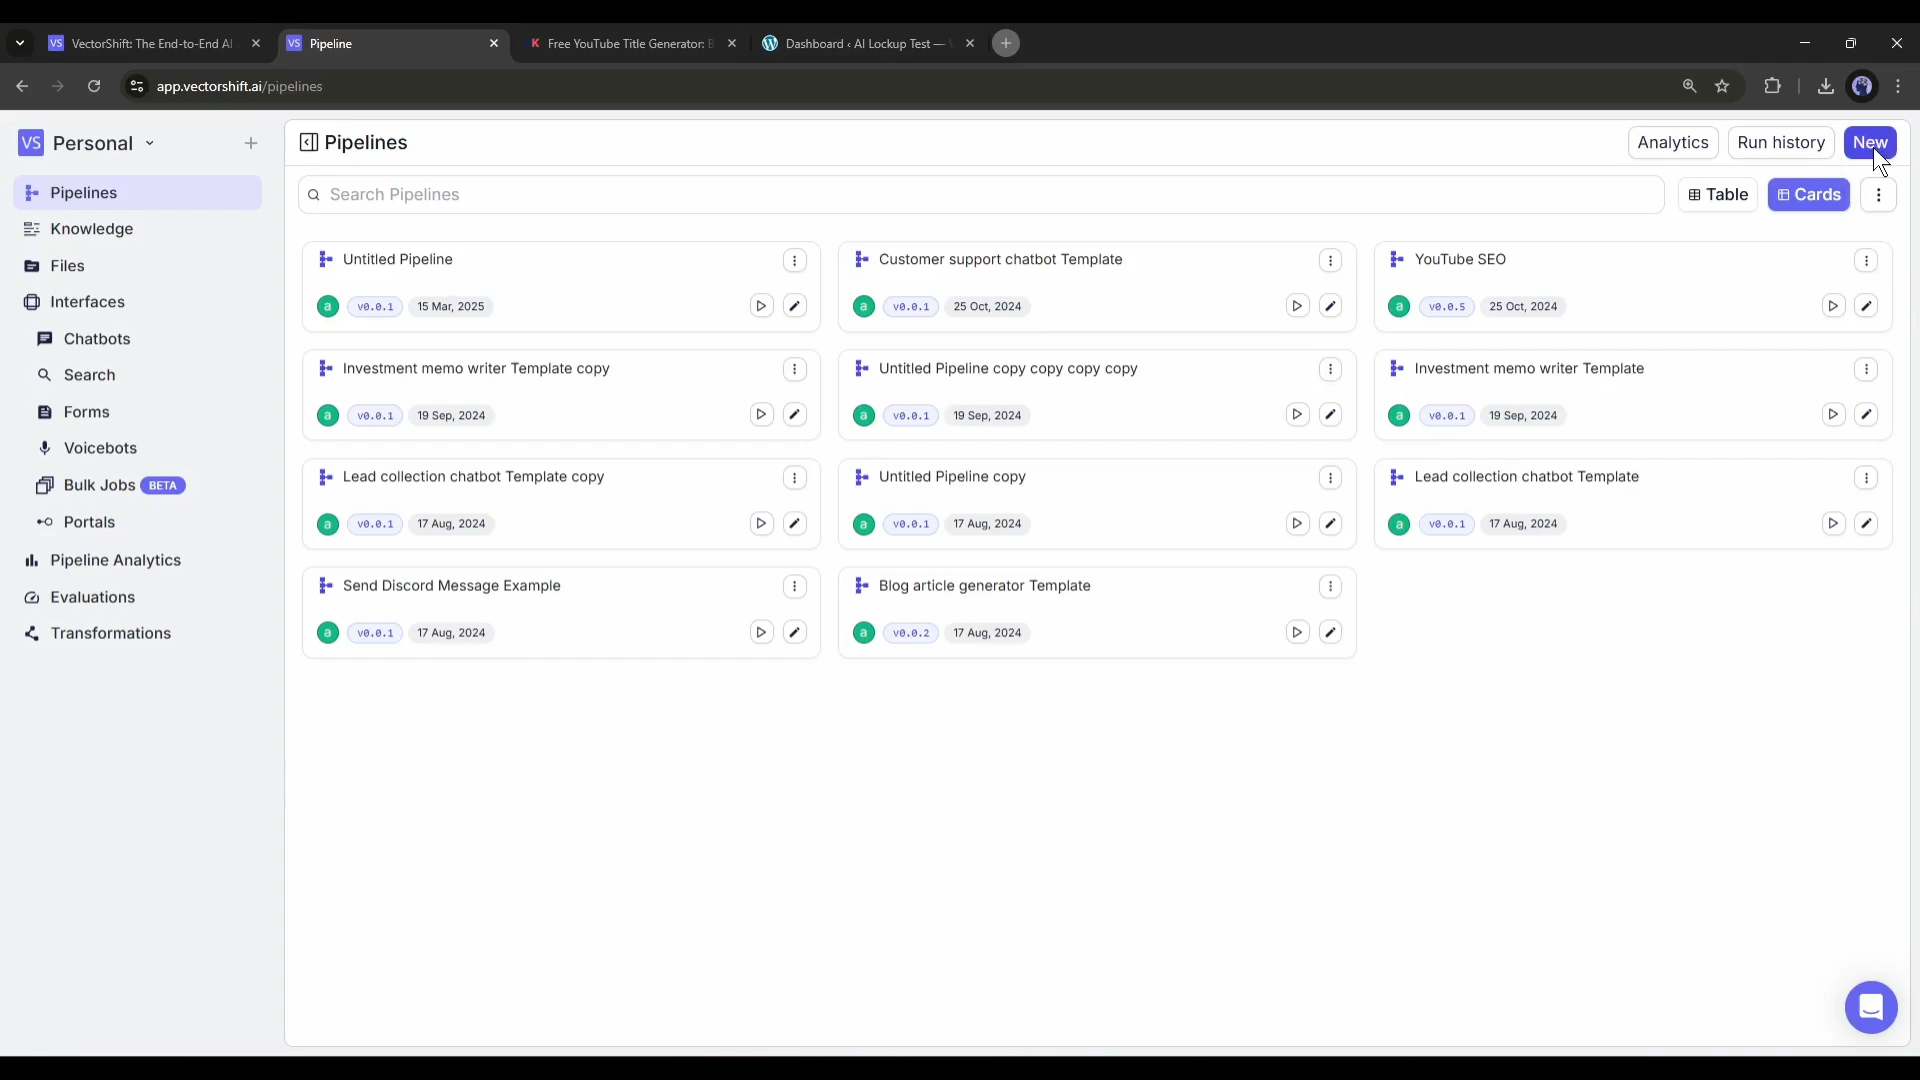 VS VectorShift: The End-to-End AI
VS Pipeline
K Free YouTube Title Generator: B
Dashboard ‹ AI Lockup Test —
app.vectorshift.ai/pipelines
VS Personal
Pipelines
Knowledge
Files
Interfaces
Chatbots
Search
Forms
Voicebots
Bulk Jobs BETA
Portals
Pipeline Analytics
Evaluations
Transformations
Pipelines
Analytics
Run history
New
Search Pipelines
Table
Cards
Untitled Pipeline
a v0.0.1 15 Mar, 2025
Customer support chatbot Template
a v0.0.1 25 Oct, 2024
YouTube SEO
a v0.0.5 25 Oct, 2024
Investment memo writer Template copy
a v0.0.1 19 Sep, 2024
Untitled Pipeline copy copy copy copy
a v0.0.1 19 Sep, 2024
Investment memo writer Template
a v0.0.1 19 Sep, 2024
Lead collection chatbot Template copy
a v0.0.1 17 Aug, 2024
Untitled Pipeline copy
a v0.0.1 17 Aug, 2024
Lead collection chatbot Template
a v0.0.1 17 Aug, 2024
Send Discord Message Example
a v0.0.1 17 Aug, 2024
Blog article generator Template
a v0.0.2 17 Aug, 2024